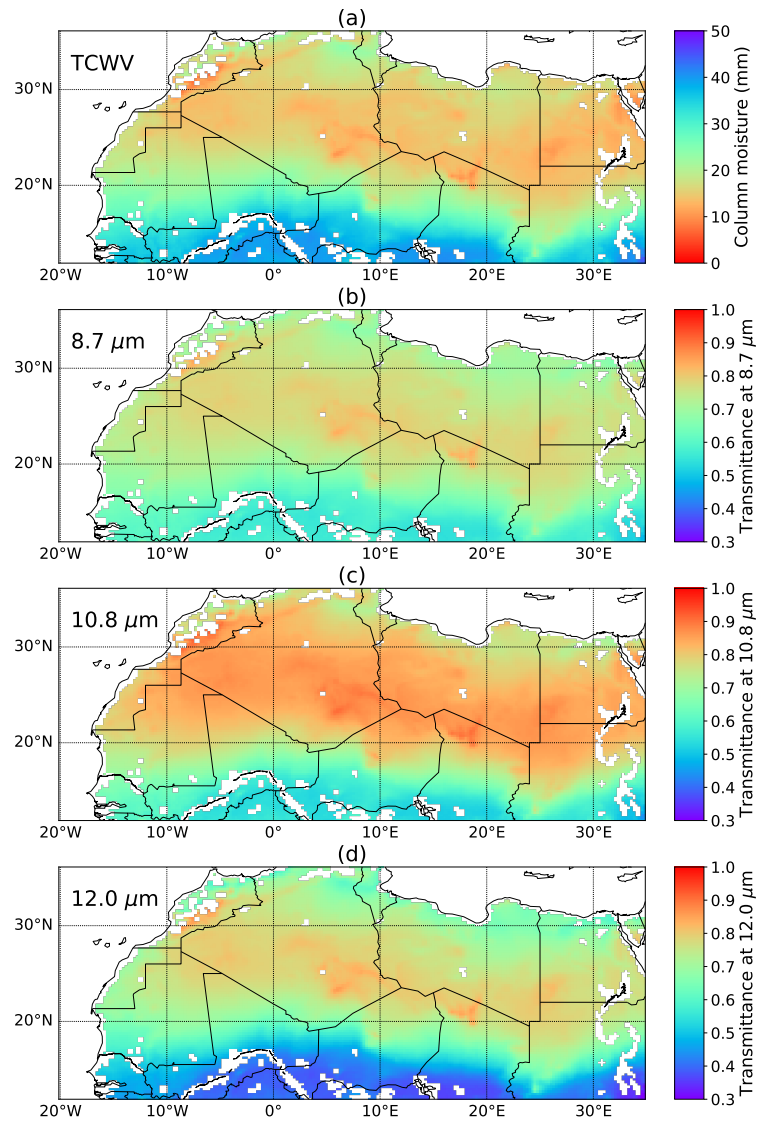 (a)
TCWV
30°N
20°N
20°W 10°W 0° 10°E 20°E 30°E
50
40
30
20
10
0
Column moisture (mm)
(b)
8.7 μm
30°N
20°N
20°W 10°W 0° 10°E 20°E 30°E
1.0
0.9
0.8
0.7
0.6
0.5
0.4
0.3
Transmittance at 8.7 μm
(c)
10.8 μm
30°N
20°N
20°W 10°W 0° 10°E 20°E 30°E
1.0
0.9
0.8
0.7
0.6
0.5
0.4
0.3
Transmittance at 10.8 μm
(d)
12.0 μm
30°N
20°N
20°W 10°W 0° 10°E 20°E 30°E
1.0
0.9
0.8
0.7
0.6
0.5
0.4
0.3
Transmittance at 12.0 μm